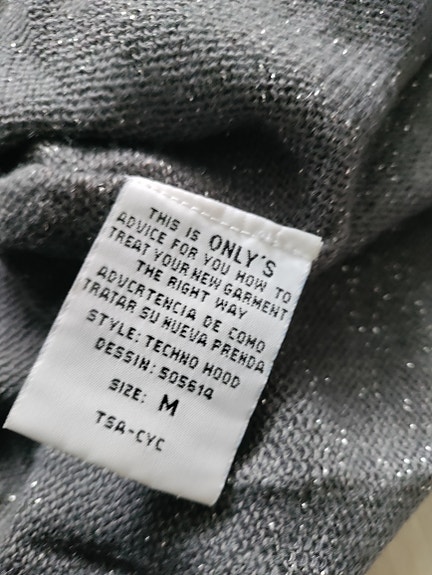 THIS IS ONLY'S
ADVICE FOR YOU HOW TO
TREAT YOUR NEW GARMENT
THE RIGHT WAY
ADVCRTENCIA DE COMO
TRATAR SU NUEVA PRENDA
STYLE: TECHNO HOOD
DESSIN: 505614
SIZE: M
TSA-CYC